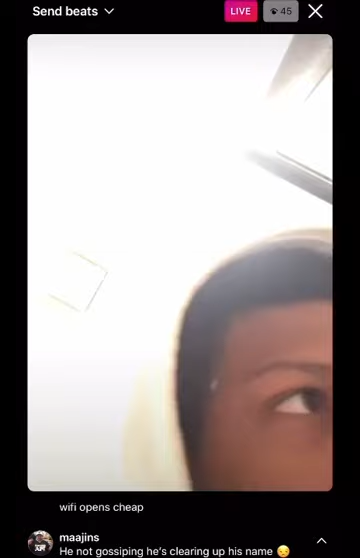 Send beats
LIVE
45
wifi opens cheap
maajins
He not gossiping he's clearing up his name 😏